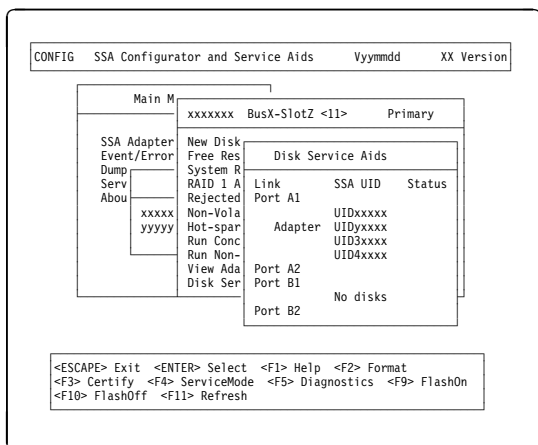 CONFIG SSA Configurator and Service Aids Vyymmdd XX Version
Main M
xxxxxxx BusX-SlotZ <11> Primary
SSA Adapter
Event/Error
Dump
Serv
Abou
xxxxx
yyyyy
New Disk
Free Res
System R
RAID 1 A
Rejected
Non-Vola
Hot-spar
Run Conc
Run Non-
View Ada
Disk Ser
Disk Service Aids
Link SSA UID Status
Port A1
UIDxxxxx
Adapter UIDyxxxx
UID3xxxx
UID4xxxx
Port A2
Port B1
No disks
Port B2
<ESCAPE> Exit <ENTER> Select <F1> Help <F2> Format
<F3> Certify <F4> ServiceMode <F5> Diagnostics <F9> FlashOn
<F10> FlashOff <F11> Refresh